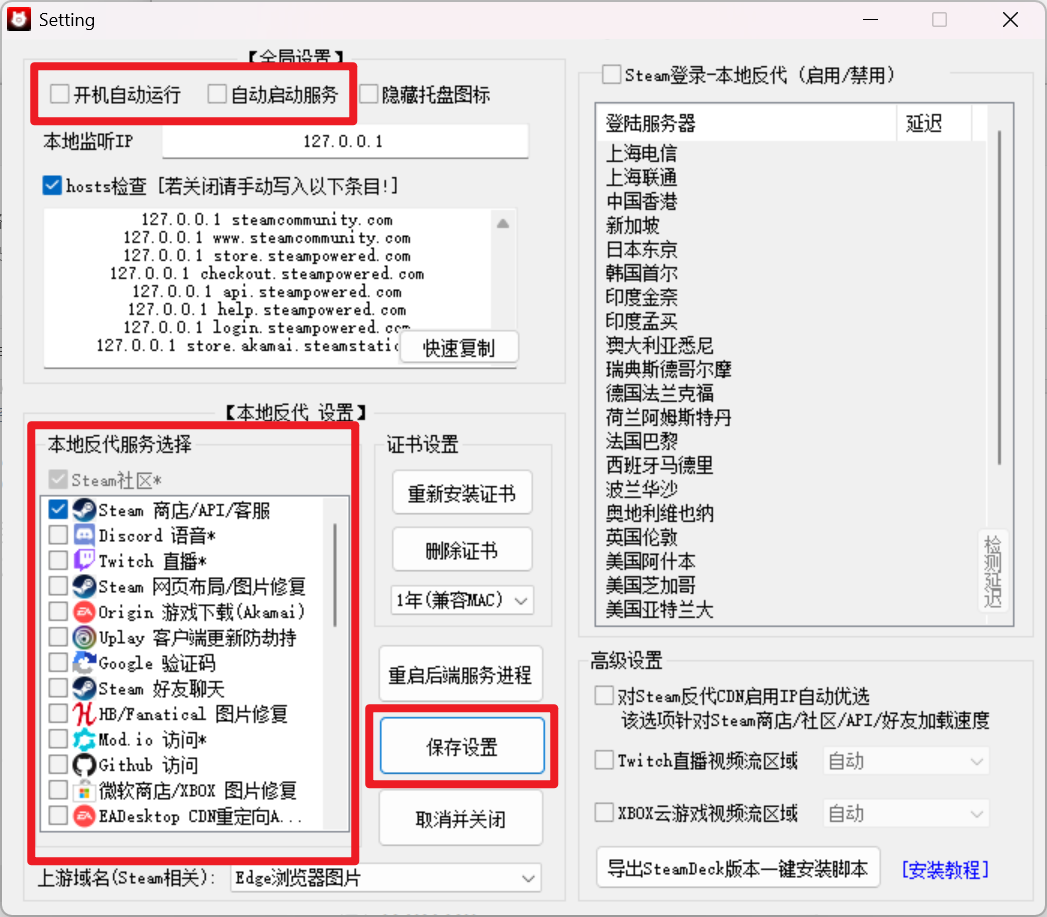 Setting
【全局设置】
开机自动运行 自动启动服务 隐藏托盘图标
本地监听IP 127.0.0.1
hosts检查 [若关闭请手动写入以下条目!]
127.0.0.1 steamcommunity.com
127.0.0.1 www.steamcommunity.com
127.0.0.1 store.steampowered.com
127.0.0.1 checkout.steampowered.com
127.0.0.1 api.steampowered.com
127.0.0.1 help.steampowered.com
127.0.0.1 login.steampowered.com
127.0.0.1 store.akamai.steamstatic
快速复制
【本地反代 设置】
本地反代服务选择
Steam社区*
Steam 商店/API/客服
Discord 语音*
Twitch 直播*
Steam 网页布局/图片修复
Origin 游戏下载(Akamai)
Uplay 客户端更新防劫持
Google 验证码
Steam 好友聊天
HB/Fanatical 图片修复
Mod.io 访问*
Github 访问
微软商店/XBOX 图片修复
EADesktop CDN重定向A...
证书设置
重新安装证书
删除证书
1年(兼容MAC)
重启后端服务进程
保存设置
取消并关闭
上游域名(Steam相关): Edge浏览器图片
Steam登录-本地反代 (启用/禁用)
登陆服务器 延迟
上海电信
上海联通
中国香港
新加坡
日本东京
韩国首尔
印度金奈
印度孟买
澳大利亚悉尼
瑞典斯德哥尔摩
德国法兰克福
荷兰阿姆斯特丹
法国巴黎
西班牙马德里
波兰华沙
奥地利维也纳
英国伦敦
美国阿什本
美国芝加哥
美国亚特兰大
检测延迟
高级设置
对Steam反代CDN启用IP自动优选
该选项针对Steam商店/社区/API/好友加载速度
Twitch直播视频流区域 自动
XBOX云游戏视频流区域 自动
导出SteamDeck版本一键安装脚本 [安装教程]